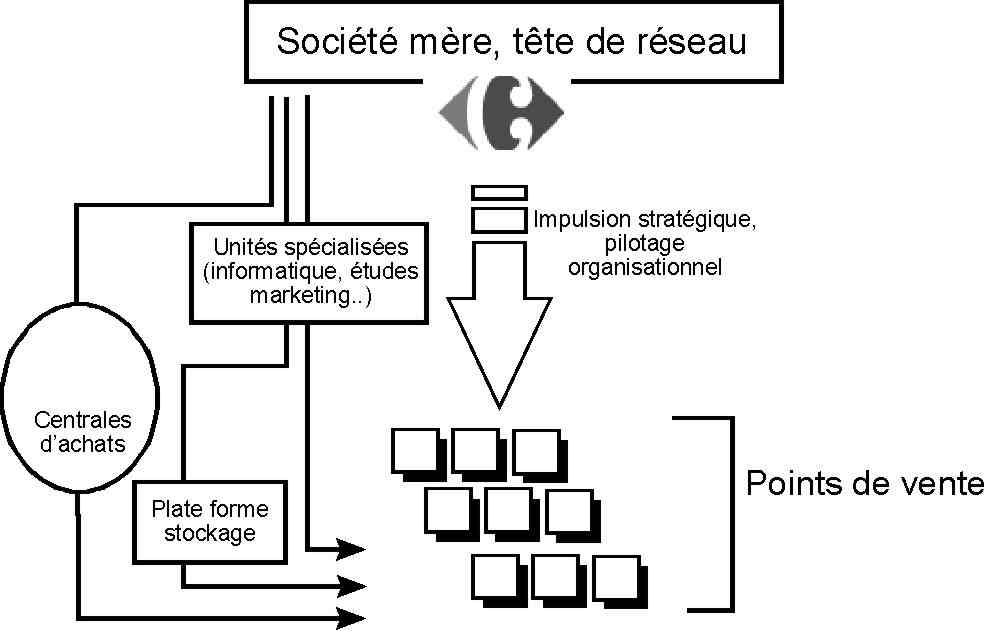 Société mère, tête de réseau
Impulsion stratégique,
pilotage
organisationnel
Unités spécialisées
(informatique, études
marketing..)
Centrales
d'achats
Plate forme
stockage
Points de vente